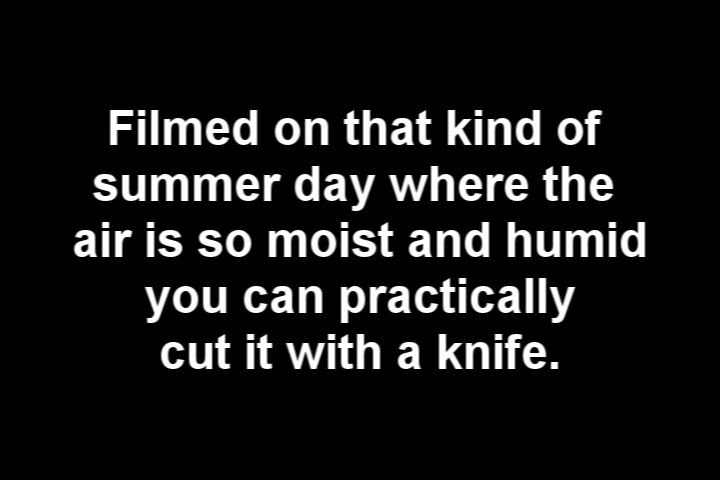 Filmed on that kind of
summer day where the
air is so moist and humid
you can practically
cut it with a knife.